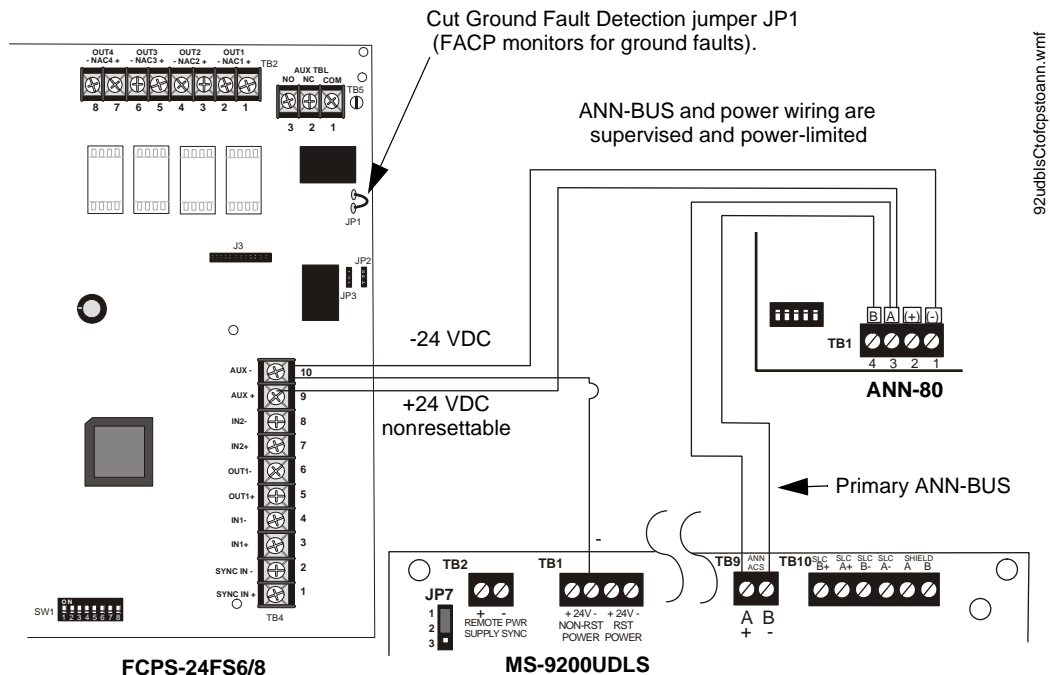 Cut Ground Fault Detection jumper JP1
(FACP monitors for ground faults).
92udblsCtofcpstoann.wmf
OUT4 OUT3 OUT2 OUT1
- NAC4 + - NAC3 + - NAC2 + - NAC1 + TB2
8 7 6 5 4 3 2 1
AUX TBL
NO NC COM
TB5
3 2 1
ANN-BUS and power wiring are
supervised and power-limited
JP1
J3
JP2
JP3
B A (+) (-)
TB1
4 3 2 1
ANN-80
-24 VDC
+24 VDC
nonresettable
AUX - 10
AUX + 9
IN2- 8
IN2+ 7
OUT1- 6
OUT1+ 5
IN1- 4
IN1+ 3
SYNC IN - 2
SYNC IN + 1
TB4
Primary ANN-BUS
-
SW1
ON
1 2 3 4 5 6 7 8
FCPS-24FS6/8
TB2
+ -
REMOTE PWR
SUPPLY SYNC
JP7
1
2
3
TB1
+ 24V - + 24V -
NON-RST RST
POWER POWER
TB9 ANN
ACS
A B
+ -
TB10 SLC SLC SLC SLC SHIELD
B+ A+ B- A- A B
MS-9200UDLS